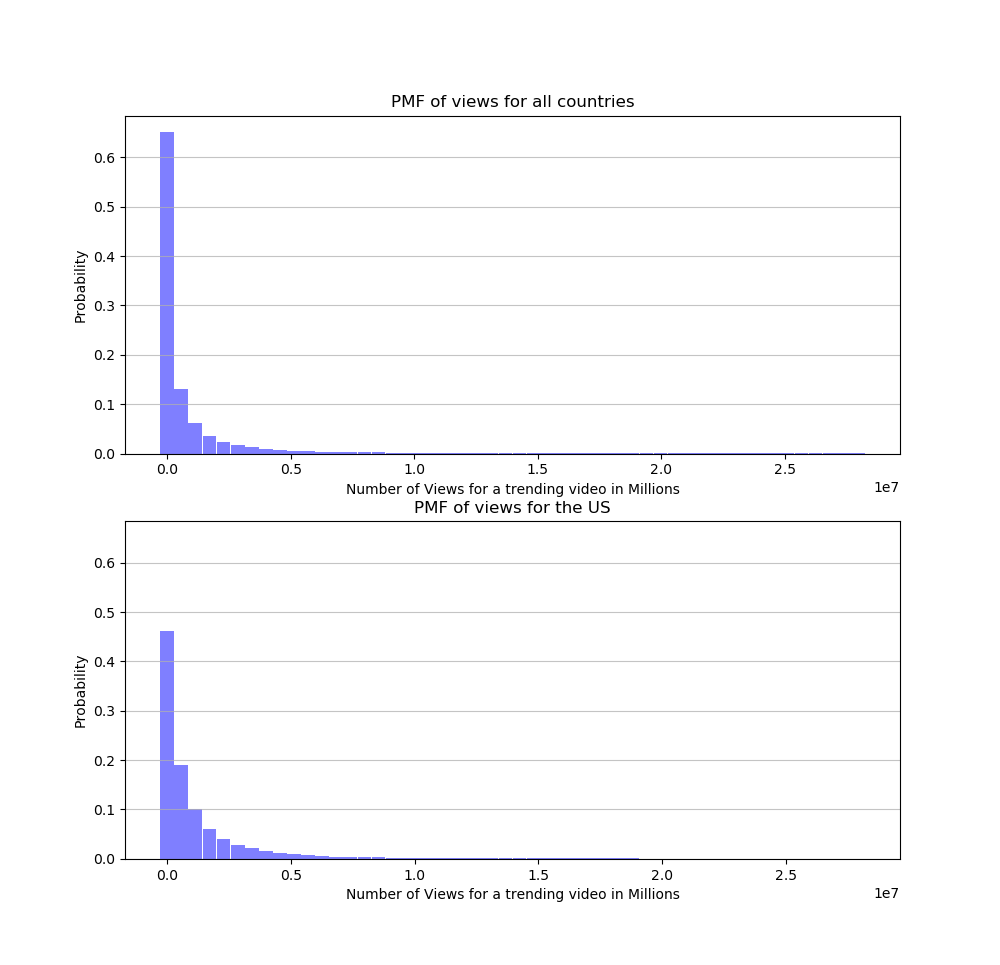 PMF of views for all countries
0.6
0.5
0.4
0.3
0.2
0.1
0.0
Probability
0.0 0.5 1.0 1.5 2.0 2.5
1e7
Number of Views for a trending video in Millions
PMF of views for the US
0.6
0.5
0.4
0.3
0.2
0.1
0.0
Probability
0.0 0.5 1.0 1.5 2.0 2.5
1e7
Number of Views for a trending video in Millions